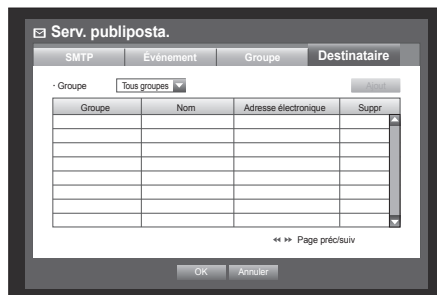 Serv. publiposta.
SMTP Événement Groupe Destinataire
· Groupe Tous groupes Ajout
Groupe Nom Adresse électronique Suppr
Page préc/suiv
OK Annuler